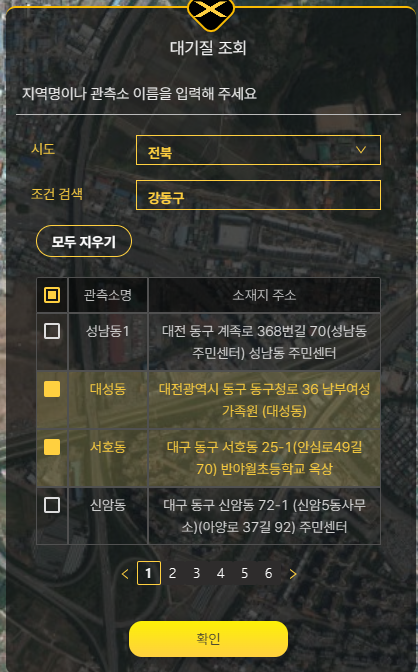 대기질 조회
지역명이나 관측소 이름을 입력해 주세요
시도
전북
조건 검색
강동구
모두 지우기
관측소명 소재지 주소
성남동1 대전 동구 계족로 368번길 70(성남동
주민센터) 성남동 주민센터
대성동 대전광역시 동구 동구청로 36 남부여성
가족원 (대성동)
서호동 대구 동구 서호동 25-1(안심로49길
70) 반야월초등학교 옥상
신암동 대구 동구 신암동 72-1 (신암5동사무
소)(아양로 37길 92) 주민센터
< 1 2 3 4 5 6 >
확인